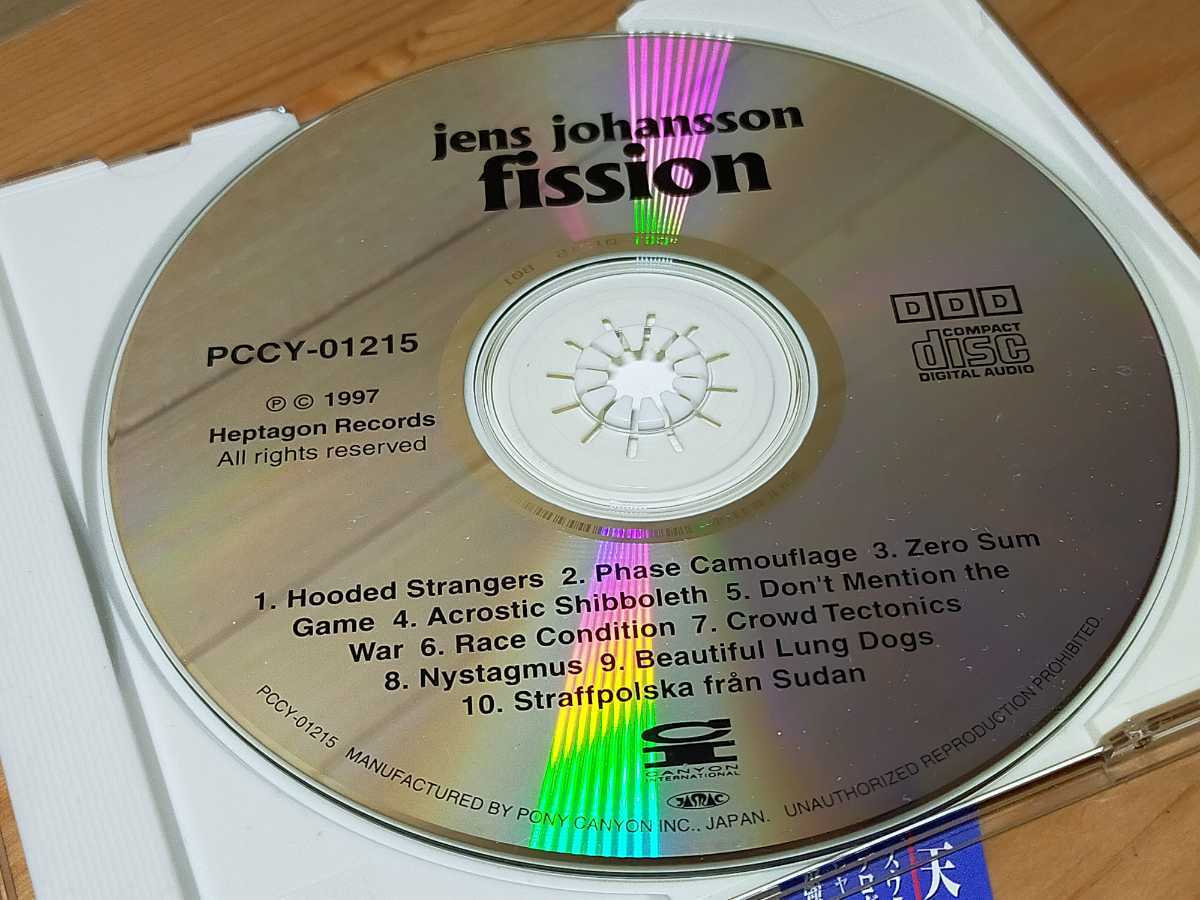 jens johansson
fission
D D D
COMPACT
disc
DIGITAL AUDIO
PCCY-01215
Ⓟ © 1997
Heptagon Records
All rights reserved
1. Hooded Strangers 2. Phase Camouflage 3. Zero Sum
Game 4. Acrostic Shibboleth 5. Don't Mention the
War 6. Race Condition 7. Crowd Tectonics
8. Nystagmus 9. Beautiful Lung Dogs
10. Straffpolska från Sudan
CANYON
INTERNATIONAL
JASRAC
PCCY-01215 MANUFACTURED BY PONY CANYON INC., JAPAN. UNAUTHORIZED REPRODUCTION PROHIBITED
天